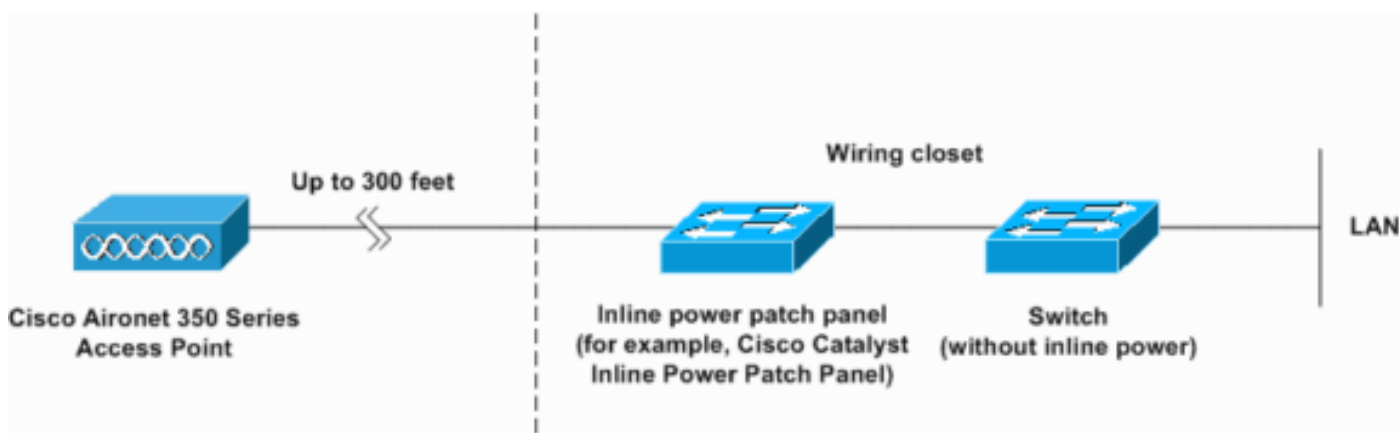 Wiring closet
Up to 300 feet
LAN
Cisco Aironet 350 Series
Access Point
Inline power patch panel
(for example, Cisco Catalyst
Inline Power Patch Panel)
Switch
(without inline power)